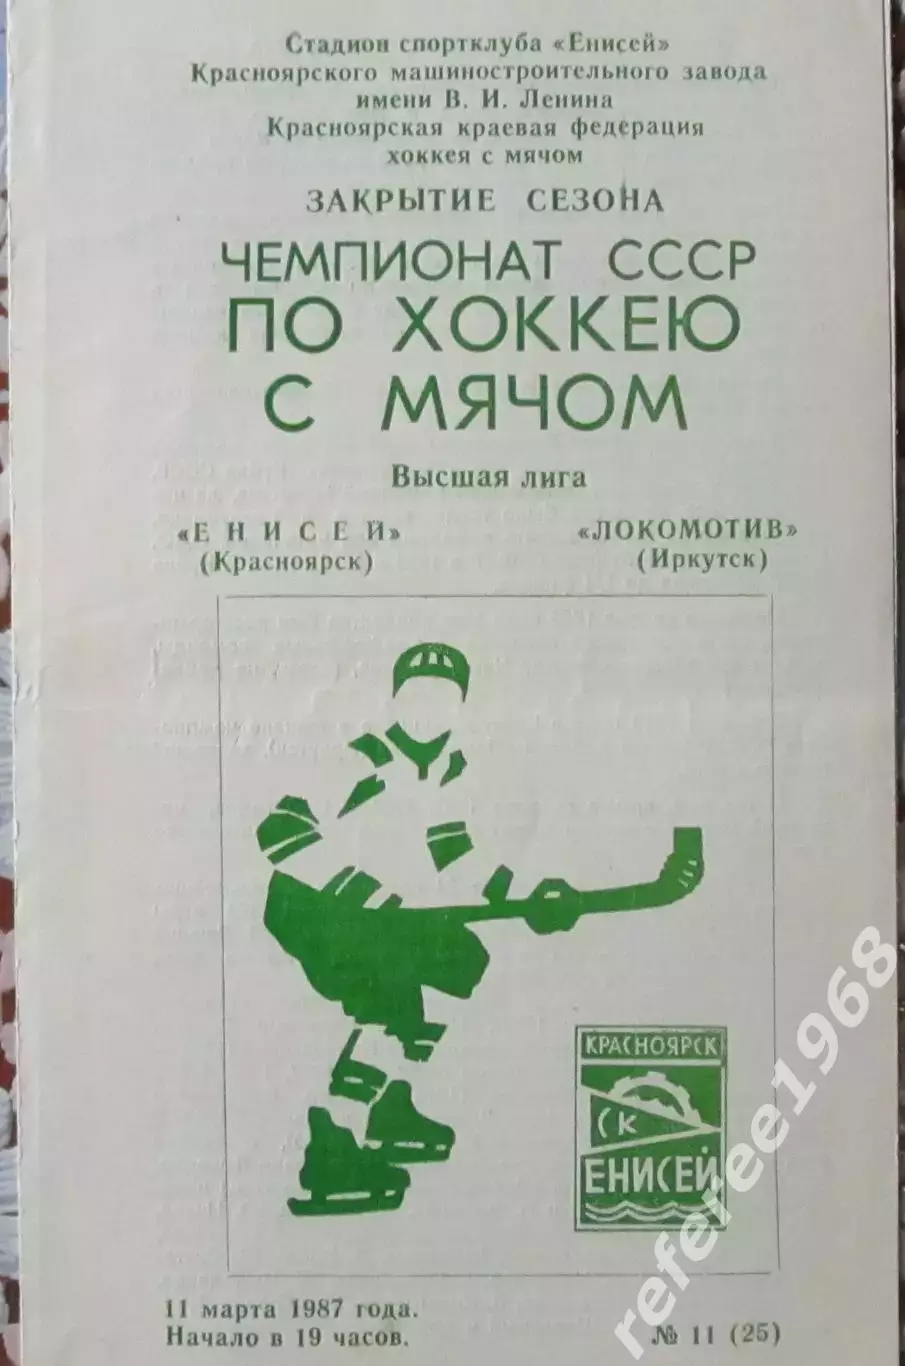 Стадион спортклуба «Енисей»
Красноярского машиностроительного завода
имени В. И. Ленина
Красноярская краевая федерация
хоккея с мячом
ЗАКРЫТИЕ СЕЗОНА
ЧЕМПИОНАТ СССР
ПО ХОККЕЮ
С МЯЧОМ
Высшая лига
«ЕНИСЕЙ» «ЛОКОМОТИВ»
(Красноярск) (Иркутск)
КРАСНОЯРСК
СК
ЕНИСЕЙ
11 марта 1987 года.
Начало в 19 часов. № 11 (25)
referee1968